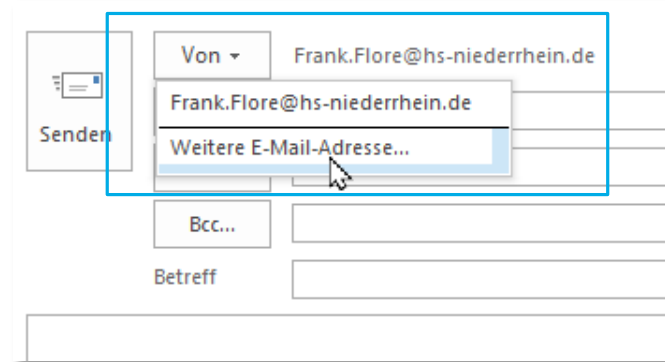 Von Frank.Flore@hs-niederrhein.de
Frank.Flore@hs-niederrhein.de
Senden
Weitere E-Mail-Adresse...
Bcc...
Betreff